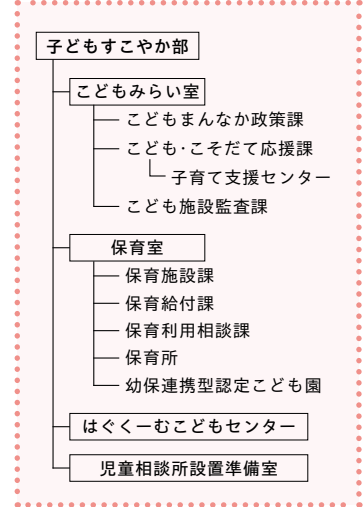 子どもすこやか部
こどもみらい室
こどもまんなか政策課
こども・こそだて応援課
子育て支援センター
こども施設監査課
保育室
保育施設課
保育給付課
保育利用相談課
保育所
幼保連携型認定こども園
はぐくーむこどもセンター
児童相談所設置準備室